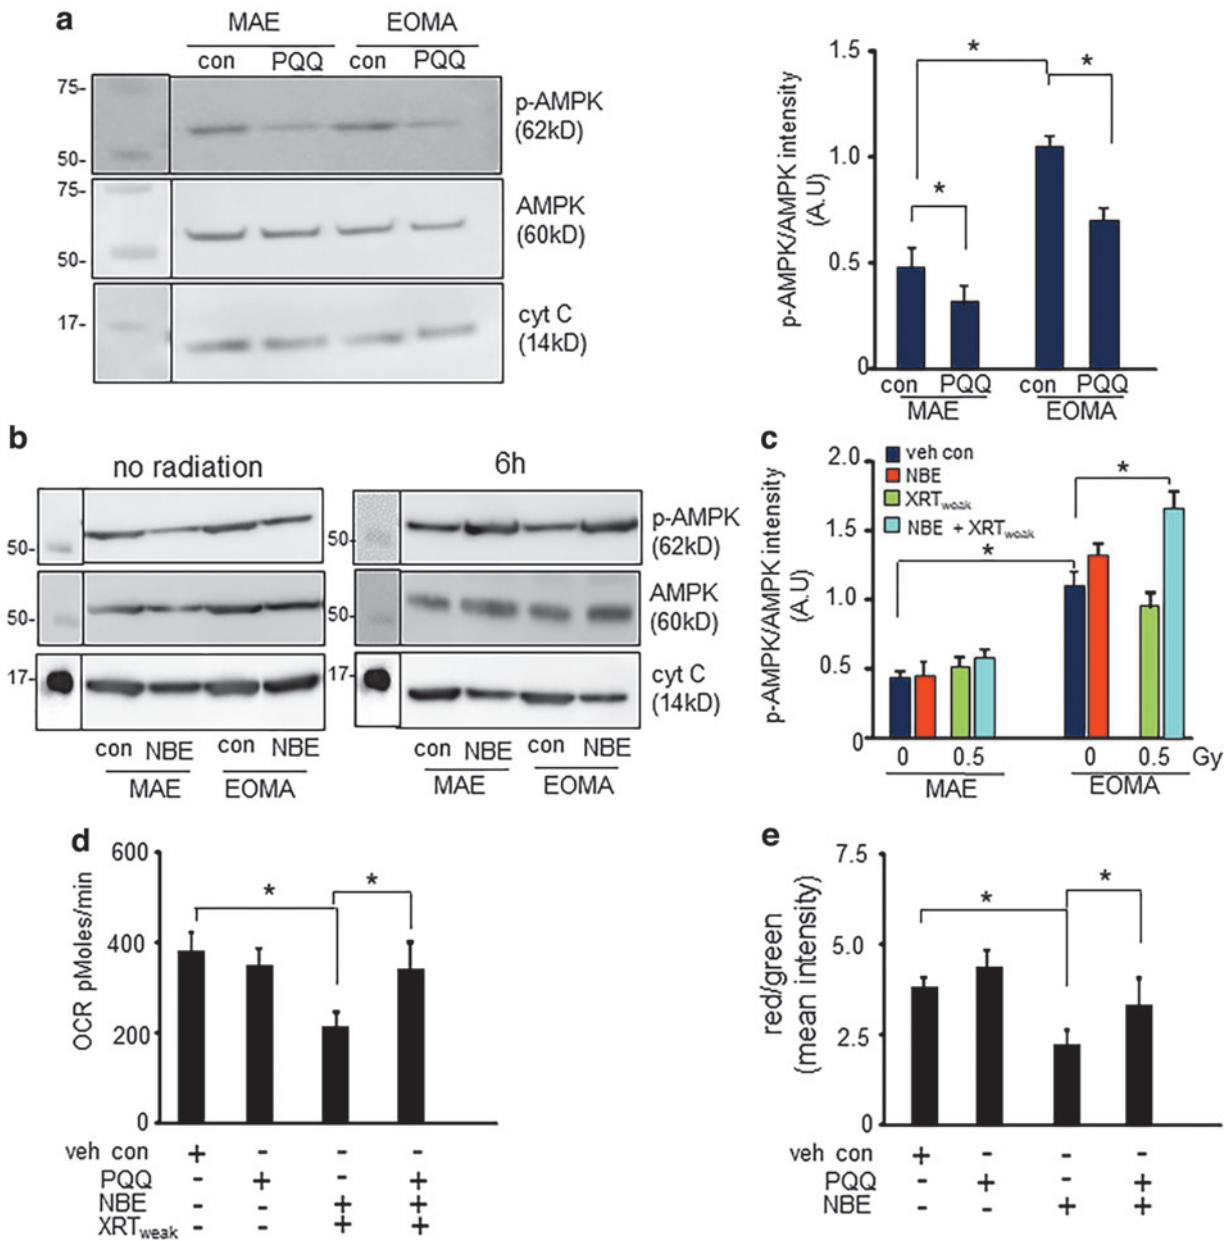 a
MAE EOMA
con PQQ con PQQ
75-
50-
p-AMPK
(62kD)
75-
50-
AMPK
(60kD)
17-
cyt C
(14kD)
p-AMPK/AMPK intensity
(A.U)
1.5
1.0
0.5
0
*
*
*
con PQQ con PQQ
MAE EOMA
b
no radiation 6h
50- 50-
p-AMPK
(62kD)
50- 50-
AMPK
(60kD)
17- 17-
cyt C
(14kD)
con NBE con NBE con NBE con NBE
MAE EOMA MAE EOMA
c
p-AMPK/AMPK intensity
(A.U)
2.0
1.5
1.0
0.5
0
veh con
NBE
XRTweak
NBE + XRTweak
*
*
0 0.5 0 0.5 Gy
MAE EOMA
d
OCR pMoles/min
600
400
200
0
*
*
veh con + - - -
PQQ - + - +
NBE - - + +
XRTweak - - + +
e
red/green
(mean intensity)
7.5
5.0
2.5
0
*
*
veh con + - - -
PQQ - + - +
NBE - - + +